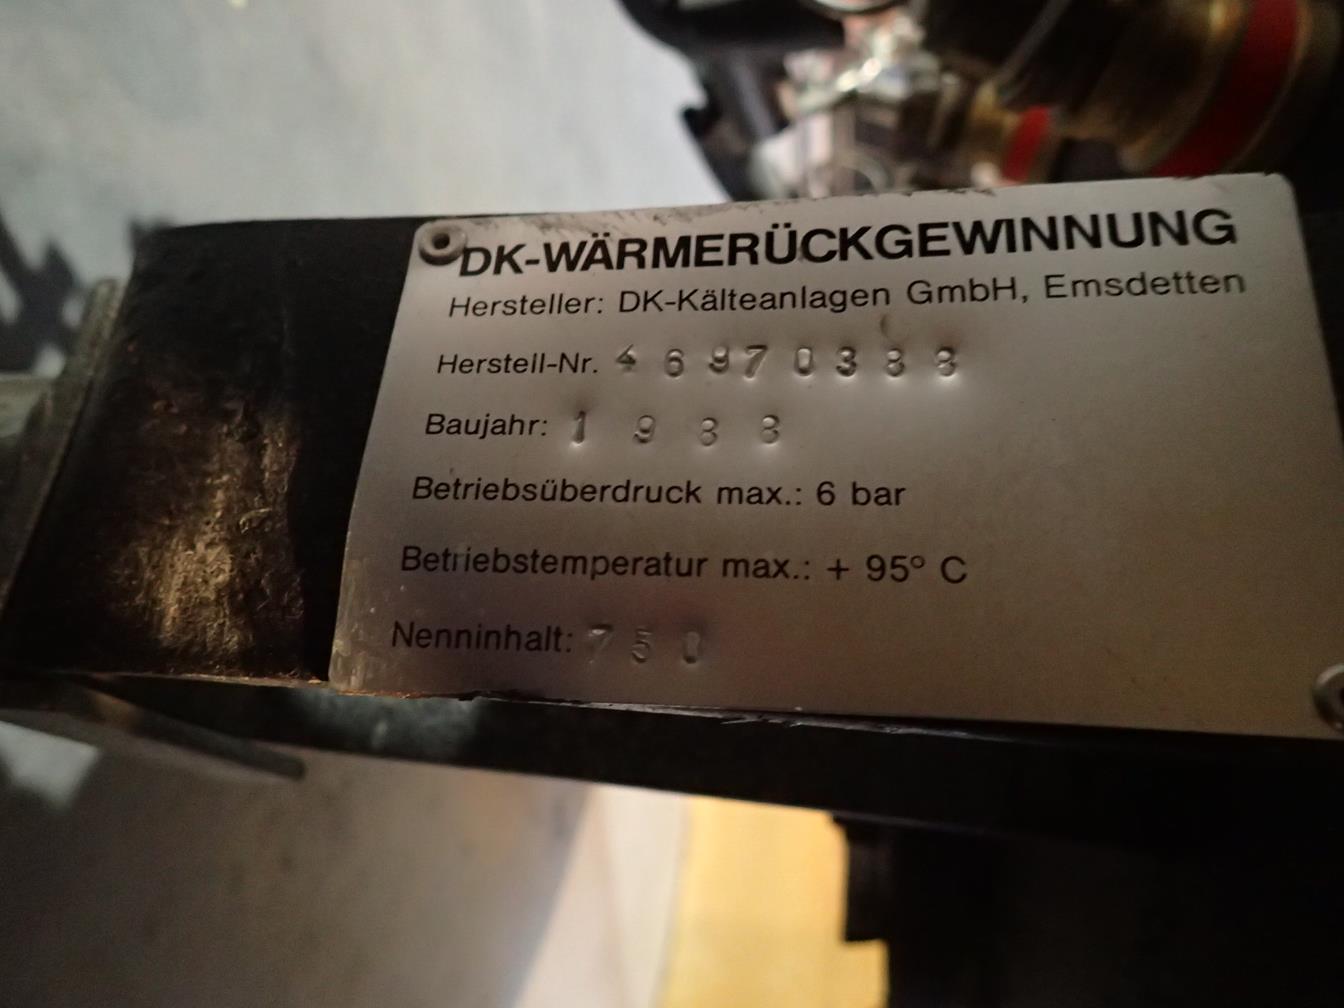 DK-WÄRMERÜCKGEWINNUNG
Hersteller: DK-Kälteanlagen GmbH, Emsdetten
Herstell-Nr. 46970388
Baujahr: 1988
Betriebsüberdruck max.: 6 bar
Betriebstemperatur max.: + 95° C
Nenninhalt: 750